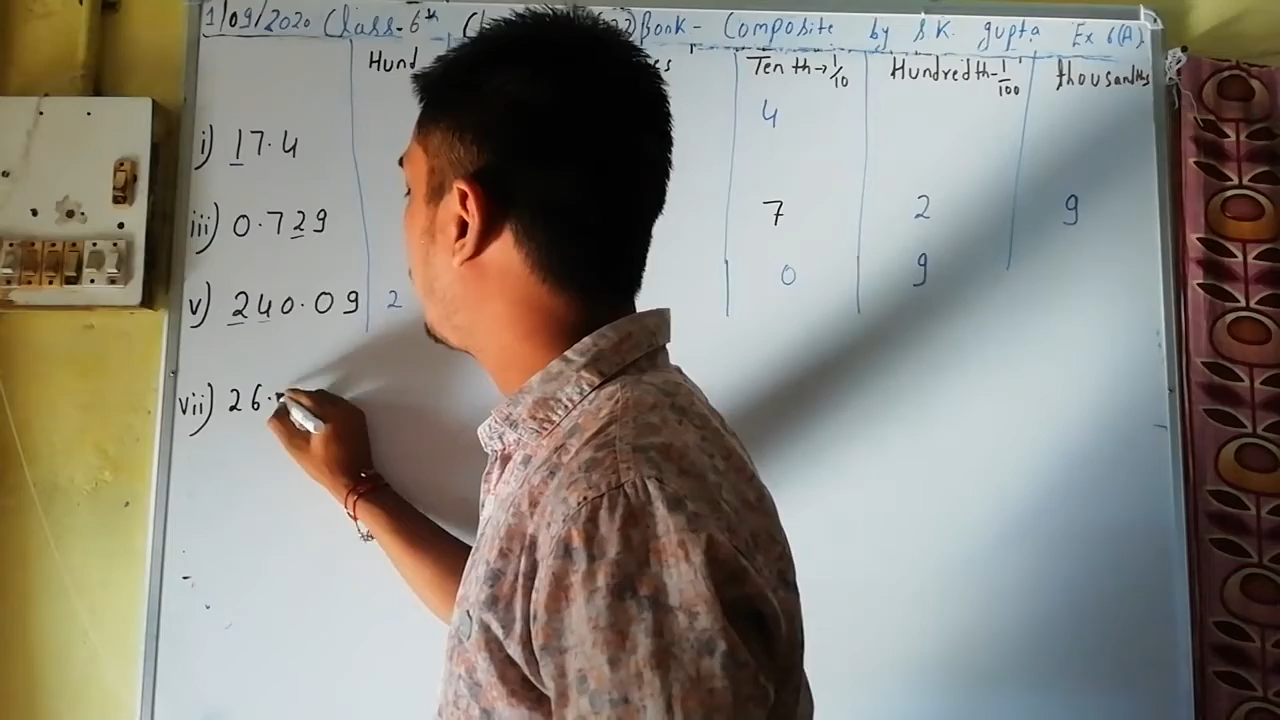 1/09/2020 Class-6th Book- Composite by S.K. gupta Ex 6(A)
Tenth→1/10 Hundredth-1/100 thousandths
4
i) 17.4
iii) 0.729 7 2 9
0 9
v) 240.09 2
vii) 26.